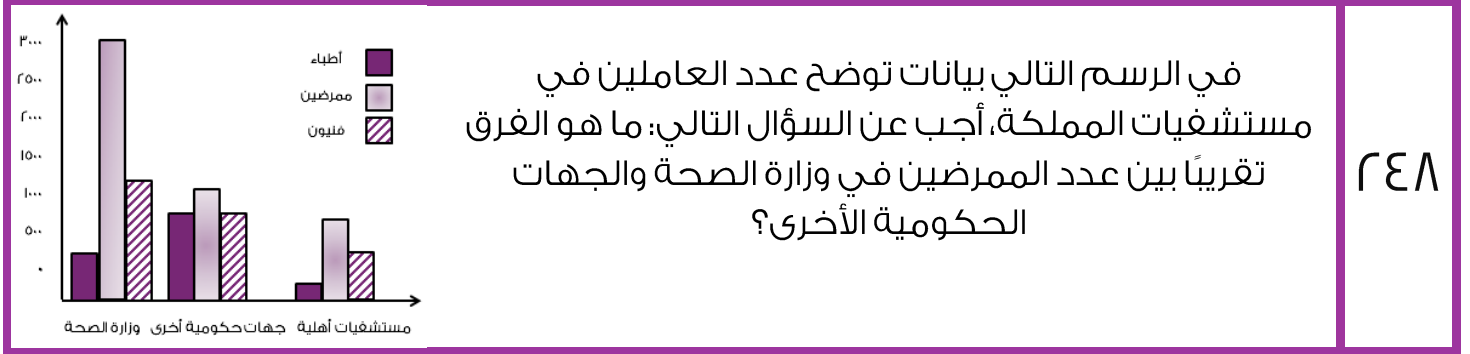 ٢٤٨
في الرسم التالي بيانات توضح عدد العاملين في
مستشفيات المملكة، أجب عن السؤال التالي: ما هو الفرق
تقريبًا بين عدد الممرضين في وزارة الصحة والجهات
الحكومية الأخرى؟
أطباء
ممرضين
فنيون
٣٠٠٠
٢٥٠٠
٢٠٠٠
١٥٠٠
١٠٠٠
٥٠٠
٠
وزارة الصحة جهات حكومية أخرى مستشفيات أهلية